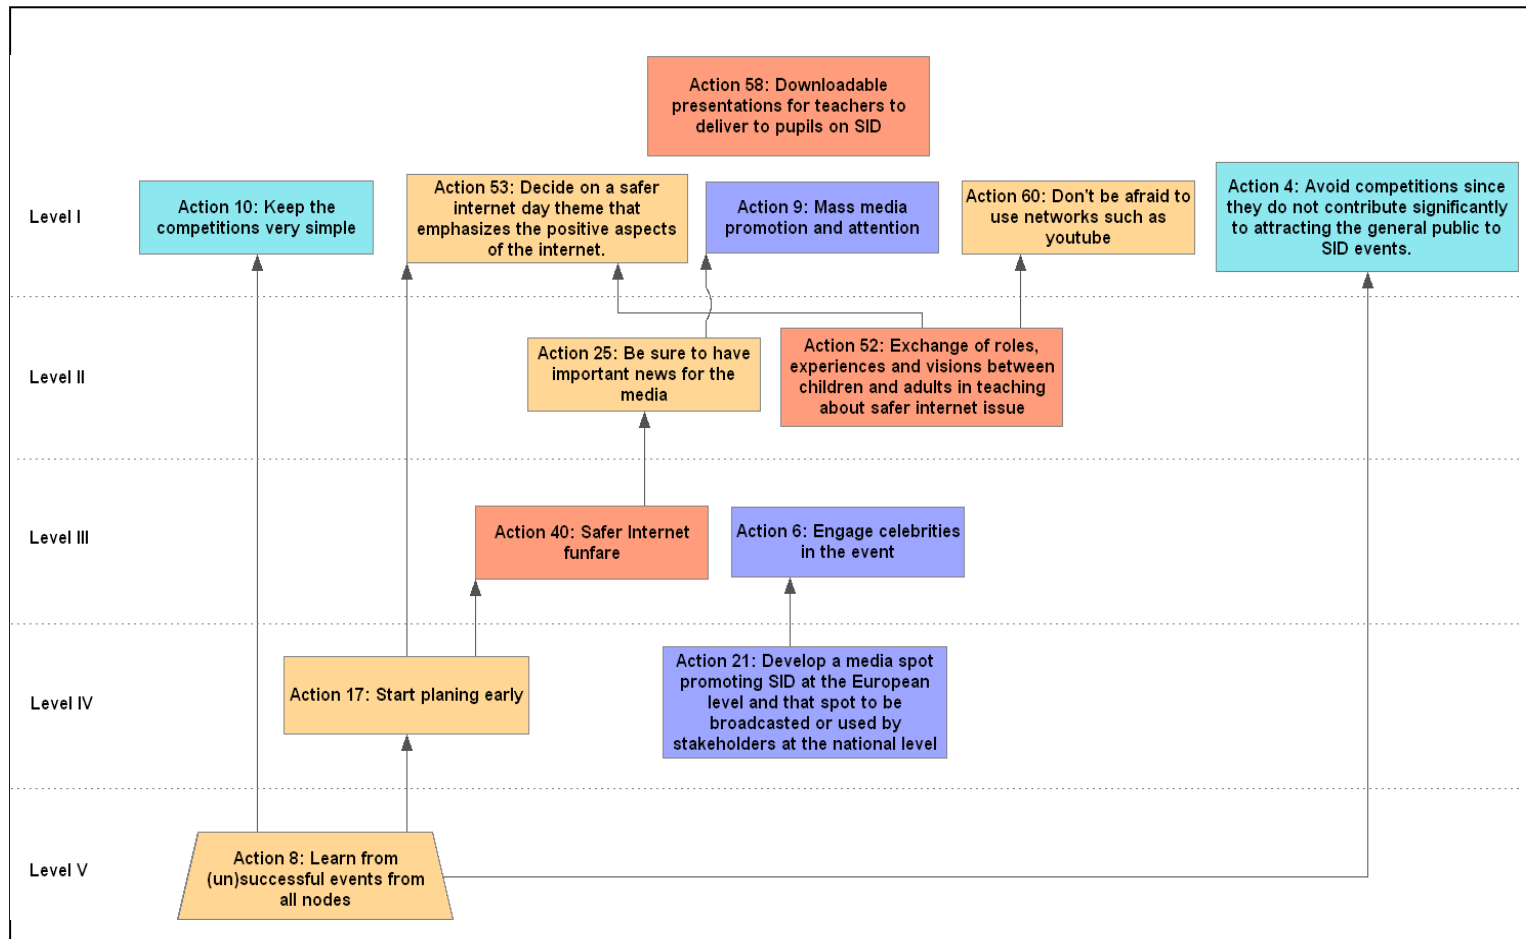 Action 58: Downloadable
presentations for teachers to
deliver to pupils on SID
Level I
Action 10: Keep the
competitions very simple
Action 53: Decide on a safer
internet day theme that
emphasizes the positive aspects
of the internet.
Action 9: Mass media
promotion and attention
Action 60: Don't be afraid to
use networks such as
youtube
Action 4: Avoid competitions since
they do not contribute significantly
to attracting the general public to
SID events.
Level II
Action 25: Be sure to have
important news for the
media
Action 52: Exchange of roles,
experiences and visions between
children and adults in teaching
about safer internet issue
Level III
Action 40: Safer Internet
funfare
Action 6: Engage celebrities
in the event
Level IV
Action 17: Start planing early
Action 21: Develop a media spot
promoting SID at the European
level and that spot to be
broadcasted or used by
stakeholders at the national level
Level V
Action 8: Learn from
(un)successful events from
all nodes